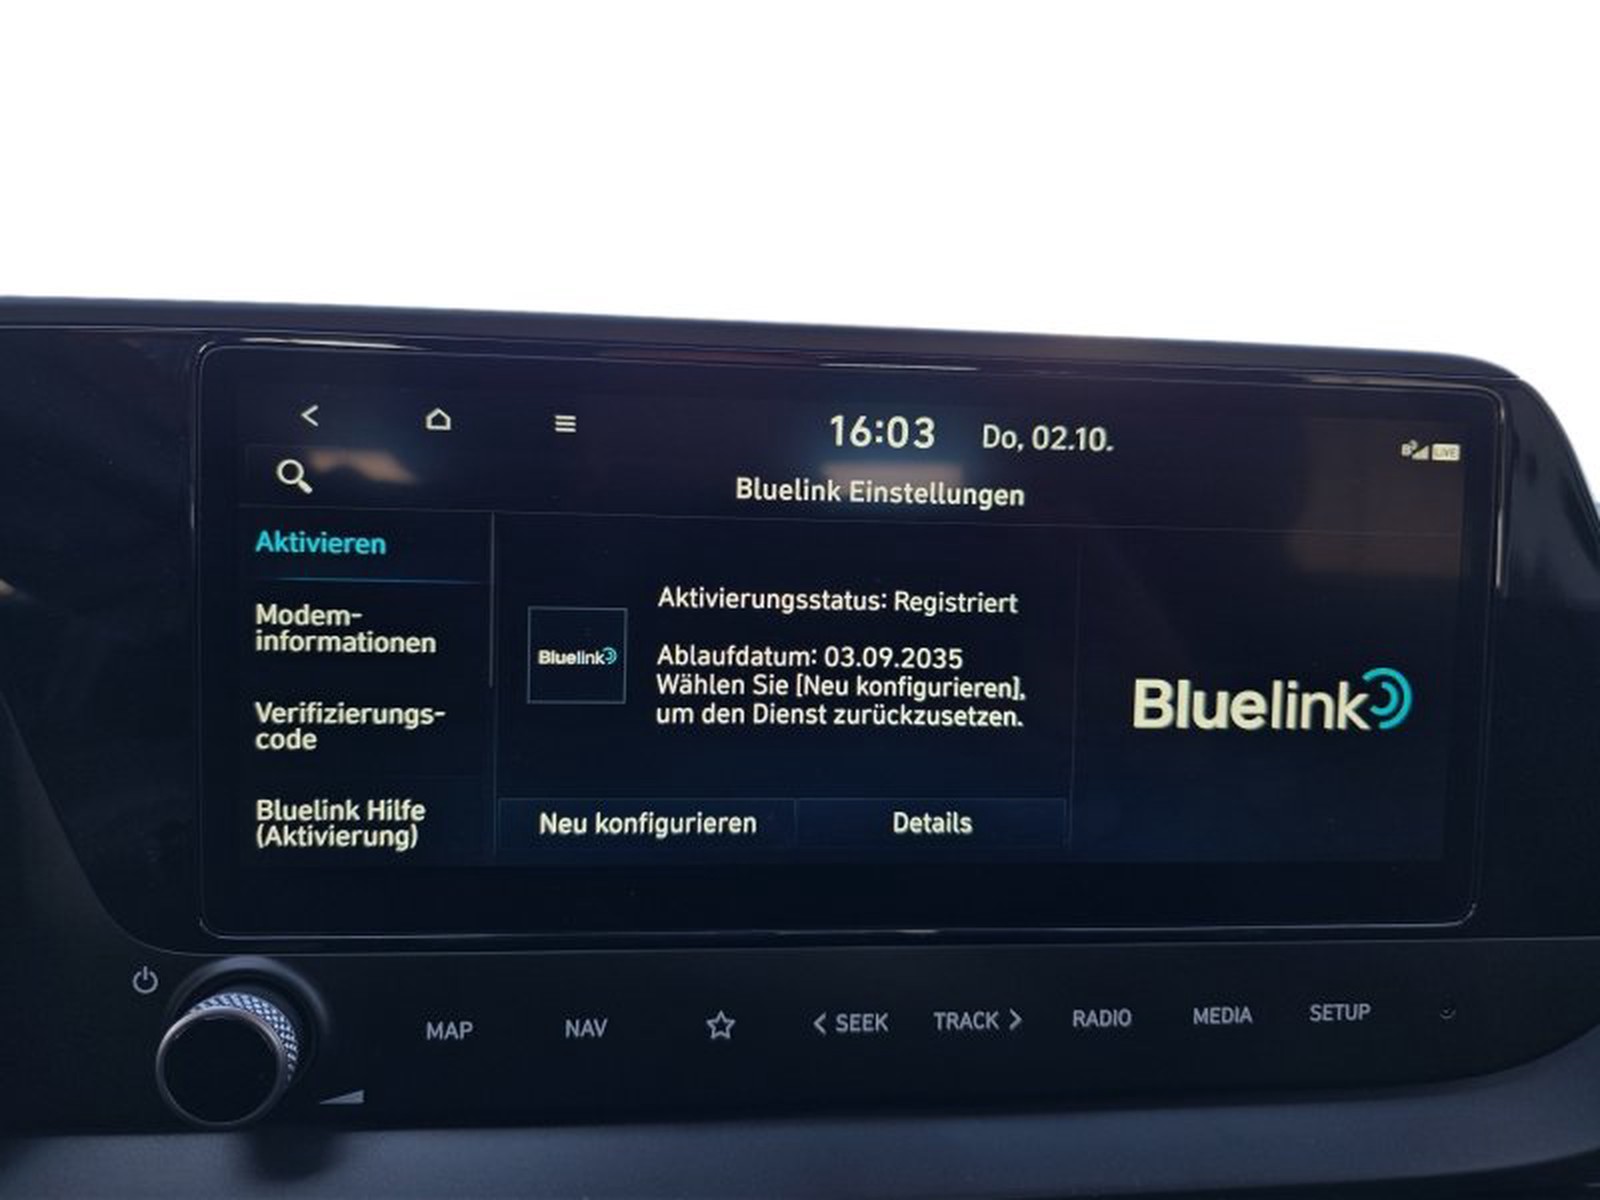 16:03 Do, 02.10.
LIVE
Bluelink Einstellungen
Aktivieren
Modem-
informationen
Verifizierungs-
code
Bluelink Hilfe
(Aktivierung)
Bluelink
Aktivierungsstatus: Registriert
Ablaufdatum: 03.09.2035
Wählen Sie [Neu konfigurieren],
um den Dienst zurückzusetzen.
Neu konfigurieren
Details
Bluelink
MAP
NAV
< SEEK
TRACK >
RADIO
MEDIA
SETUP